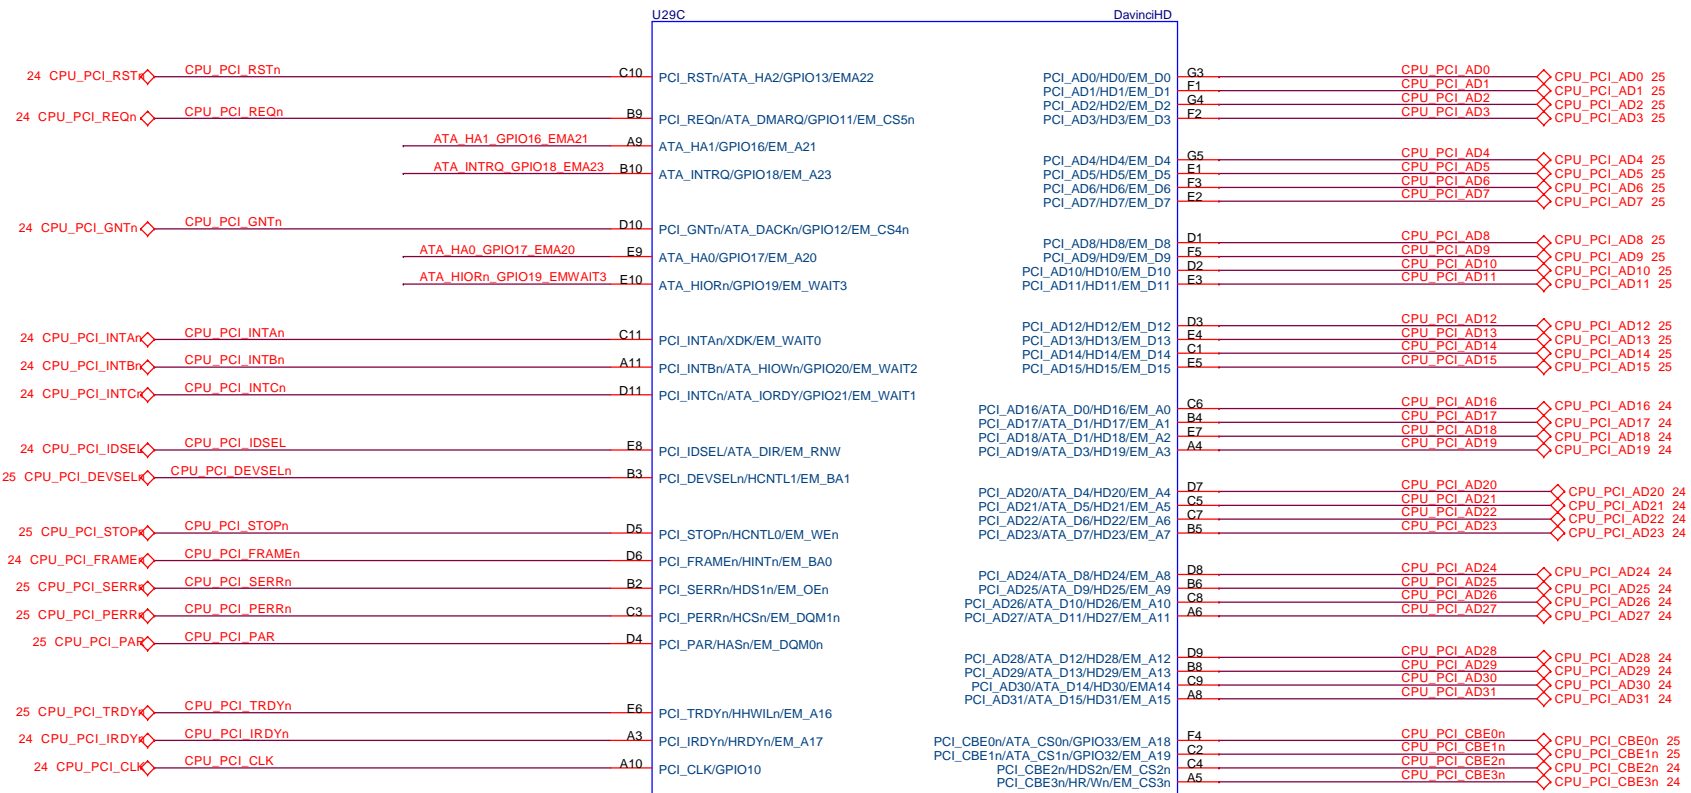 U29C DavinciHD
24 CPU_PCI_RSTn CPU_PCI_RSTn C10 PCI_RSTn/ATA_HA2/GPIO13/EMA22
24 CPU_PCI_REQn CPU_PCI_REQn B9 PCI_REQn/ATA_DMARQ/GPIO11/EM_CS5n
ATA_HA1_GPIO16_EMA21 A9 ATA_HA1/GPIO16/EM_A21
ATA_INTRQ_GPIO18_EMA23 B10 ATA_INTRQ/GPIO18/EM_A23
24 CPU_PCI_GNTn CPU_PCI_GNTn D10 PCI_GNTn/ATA_DACKn/GPIO12/EM_CS4n
ATA_HA0_GPIO17_EMA20 E9 ATA_HA0/GPIO17/EM_A20
ATA_HIORn_GPIO19_EMWAIT3 E10 ATA_HIORn/GPIO19/EM_WAIT3
24 CPU_PCI_INTAn CPU_PCI_INTAn C11 PCI_INTAn/XDK/EM_WAIT0
24 CPU_PCI_INTBn CPU_PCI_INTBn A11 PCI_INTBn/ATA_HIOWn/GPIO20/EM_WAIT2
24 CPU_PCI_INTCn CPU_PCI_INTCn D11 PCI_INTCn/ATA_IORDY/GPIO21/EM_WAIT1
24 CPU_PCI_IDSEL CPU_PCI_IDSEL E8 PCI_IDSEL/ATA_DIR/EM_RNW
25 CPU_PCI_DEVSELn CPU_PCI_DEVSELn B3 PCI_DEVSELn/HCNTL1/EM_BA1
25 CPU_PCI_STOPn CPU_PCI_STOPn D5 PCI_STOPn/HCNTL0/EM_WEn
24 CPU_PCI_FRAMEn CPU_PCI_FRAMEn D6 PCI_FRAMEn/HINTn/EM_BA0
25 CPU_PCI_SERRn CPU_PCI_SERRn B2 PCI_SERRn/HDS1n/EM_OEn
25 CPU_PCI_PERRn CPU_PCI_PERRn C3 PCI_PERRn/HCSn/EM_DQM1n
25 CPU_PCI_PAR CPU_PCI_PAR D4 PCI_PAR/HASn/EM_DQM0n
25 CPU_PCI_TRDYn CPU_PCI_TRDYn E6 PCI_TRDYn/HHWILn/EM_A16
24 CPU_PCI_IRDYn CPU_PCI_IRDYn A3 PCI_IRDYn/HRDYn/EM_A17
24 CPU_PCI_CLK CPU_PCI_CLK A10 PCI_CLK/GPIO10
PCI_AD0/HD0/EM_D0 G3 CPU_PCI_AD0 CPU_PCI_AD0 25
PCI_AD1/HD1/EM_D1 F1 CPU_PCI_AD1 CPU_PCI_AD1 25
PCI_AD2/HD2/EM_D2 G4 CPU_PCI_AD2 CPU_PCI_AD2 25
PCI_AD3/HD3/EM_D3 F2 CPU_PCI_AD3 CPU_PCI_AD3 25
PCI_AD4/HD4/EM_D4 G5 CPU_PCI_AD4 CPU_PCI_AD4 25
PCI_AD5/HD5/EM_D5 E1 CPU_PCI_AD5 CPU_PCI_AD5 25
PCI_AD6/HD6/EM_D6 F3 CPU_PCI_AD6 CPU_PCI_AD6 25
PCI_AD7/HD7/EM_D7 E2 CPU_PCI_AD7 CPU_PCI_AD7 25
PCI_AD8/HD8/EM_D8 D1 CPU_PCI_AD8 CPU_PCI_AD8 25
PCI_AD9/HD9/EM_D9 F5 CPU_PCI_AD9 CPU_PCI_AD9 25
PCI_AD10/HD10/EM_D10 D2 CPU_PCI_AD10 CPU_PCI_AD10 25
PCI_AD11/HD11/EM_D11 E3 CPU_PCI_AD11 CPU_PCI_AD11 25
PCI_AD12/HD12/EM_D12 D3 CPU_PCI_AD12 CPU_PCI_AD12 25
PCI_AD13/HD13/EM_D13 E4 CPU_PCI_AD13 CPU_PCI_AD13 25
PCI_AD14/HD14/EM_D14 C1 CPU_PCI_AD14 CPU_PCI_AD14 25
PCI_AD15/HD15/EM_D15 E5 CPU_PCI_AD15 CPU_PCI_AD15 25
PCI_AD16/ATA_D0/HD16/EM_A0 C6 CPU_PCI_AD16 CPU_PCI_AD16 24
PCI_AD17/ATA_D1/HD17/EM_A1 B4 CPU_PCI_AD17 CPU_PCI_AD17 24
PCI_AD18/ATA_D1/HD18/EM_A2 E7 CPU_PCI_AD18 CPU_PCI_AD18 24
PCI_AD19/ATA_D3/HD19/EM_A3 A4 CPU_PCI_AD19 CPU_PCI_AD19 24
PCI_AD20/ATA_D4/HD20/EM_A4 D7 CPU_PCI_AD20 CPU_PCI_AD20 24
PCI_AD21/ATA_D5/HD21/EM_A5 C5 CPU_PCI_AD21 CPU_PCI_AD21 24
PCI_AD22/ATA_D6/HD22/EM_A6 C7 CPU_PCI_AD22 CPU_PCI_AD22 24
PCI_AD23/ATA_D7/HD23/EM_A7 B5 CPU_PCI_AD23 CPU_PCI_AD23 24
PCI_AD24/ATA_D8/HD24/EM_A8 D8 CPU_PCI_AD24 CPU_PCI_AD24 24
PCI_AD25/ATA_D9/HD25/EM_A9 B6 CPU_PCI_AD25 CPU_PCI_AD25 24
PCI_AD26/ATA_D10/HD26/EM_A10 C8 CPU_PCI_AD26 CPU_PCI_AD26 24
PCI_AD27/ATA_D11/HD27/EM_A11 A6 CPU_PCI_AD27 CPU_PCI_AD27 24
PCI_AD28/ATA_D12/HD28/EM_A12 D9 CPU_PCI_AD28 CPU_PCI_AD28 24
PCI_AD29/ATA_D13/HD29/EM_A13 B8 CPU_PCI_AD29 CPU_PCI_AD29 24
PCI_AD30/ATA_D14/HD30/EMA14 C9 CPU_PCI_AD30 CPU_PCI_AD30 24
PCI_AD31/ATA_D15/HD31/EM_A15 A8 CPU_PCI_AD31 CPU_PCI_AD31 24
PCI_CBE0n/ATA_CS0n/GPIO33/EM_A18 F4 CPU_PCI_CBE0n CPU_PCI_CBE0n 25
PCI_CBE1n/ATA_CS1n/GPIO32/EM_A19 C2 CPU_PCI_CBE1n CPU_PCI_CBE1n 25
PCI_CBE2n/HDS2n/EM_CS2n C4 CPU_PCI_CBE2n CPU_PCI_CBE2n 24
PCI_CBE3n/HR/Wn/EM_CS3n A5 CPU_PCI_CBE3n CPU_PCI_CBE3n 24